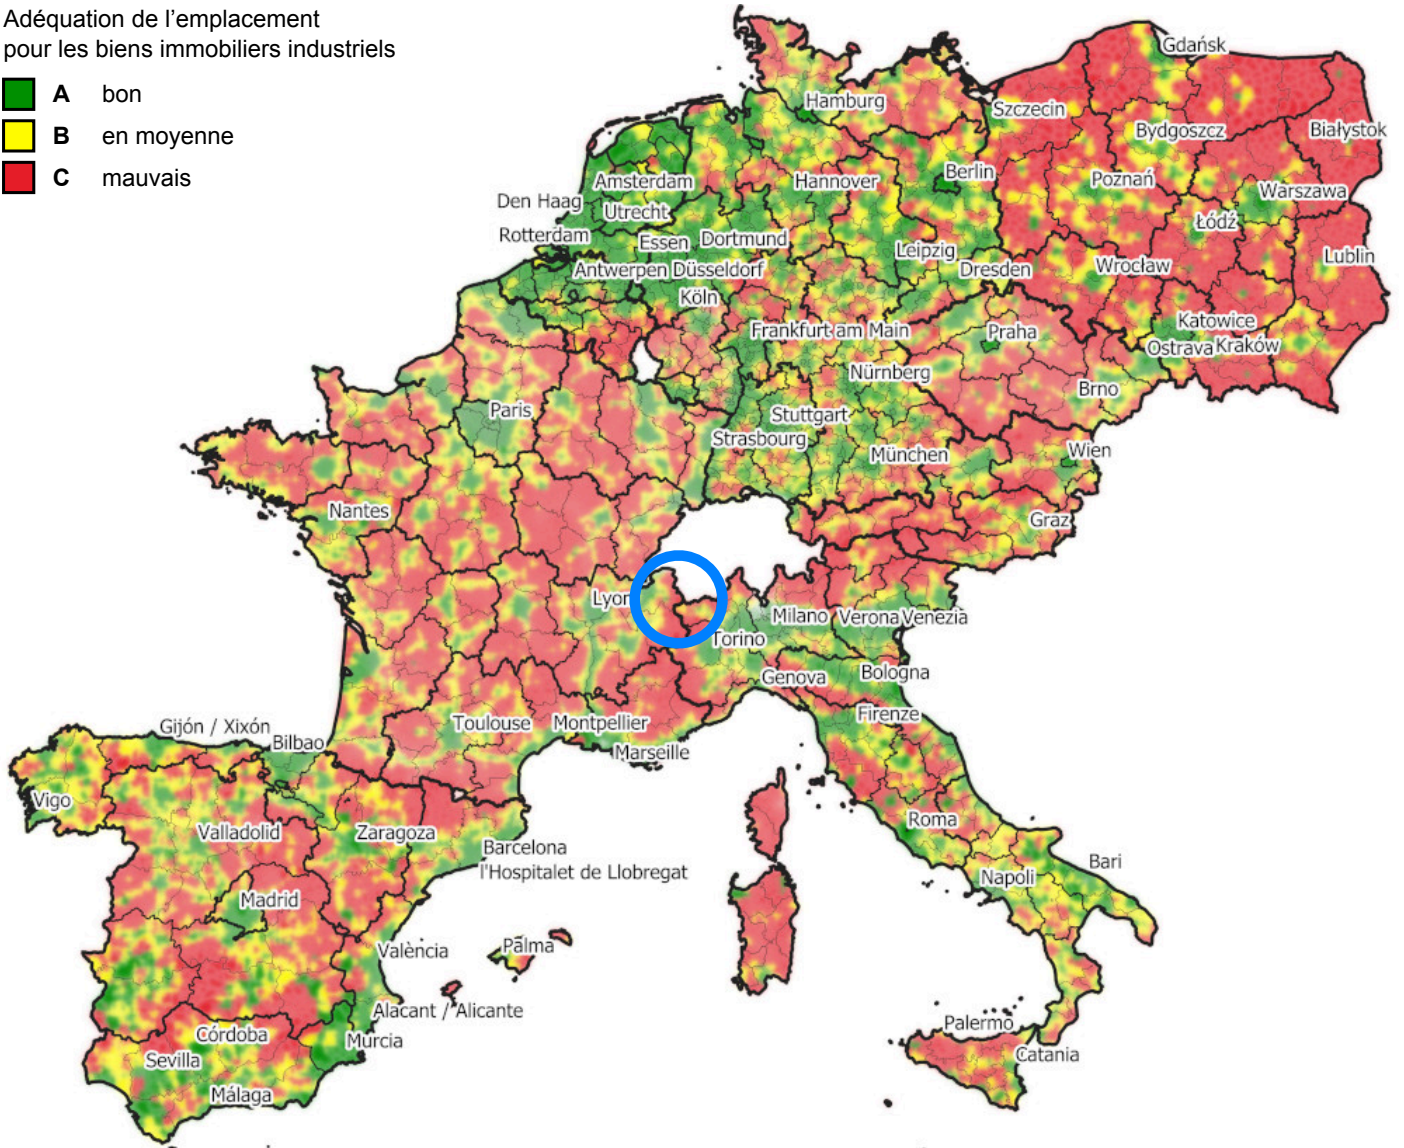 Adéquation de l’emplacement
pour les biens immobiliers industriels
A bon
B en moyenne
C mauvais
Gdańsk
Hamburg
Szczecin
Bydgoszcz
Białystok
Berlin
Amsterdam
Hannover
Poznań
Warszawa
Den Haag
Utrecht
Łódź
Rotterdam
Essen
Dortmund
Leipzig
Lublin
Antwerpen
Düsseldorf
Dresden
Wrocław
Köln
Frankfurt am Main
Praha
Katowice
Ostrava
Kraków
Nürnberg
Brno
Paris
Stuttgart
Strasbourg
München
Wien
Nantes
Graz
Lyon
Milano
Verona
Venezia
Torino
Genova
Bologna
Firenze
Toulouse
Montpellier
Marseille
Gijón / Xixón
Bilbao
Vigo
Valladolid
Zaragoza
Barcelona
l'Hospitalet de Llobregat
Roma
Napoli
Bari
Madrid
València
Palma
Alacant / Alicante
Murcia
Córdoba
Sevilla
Málaga
Palermo
Catania